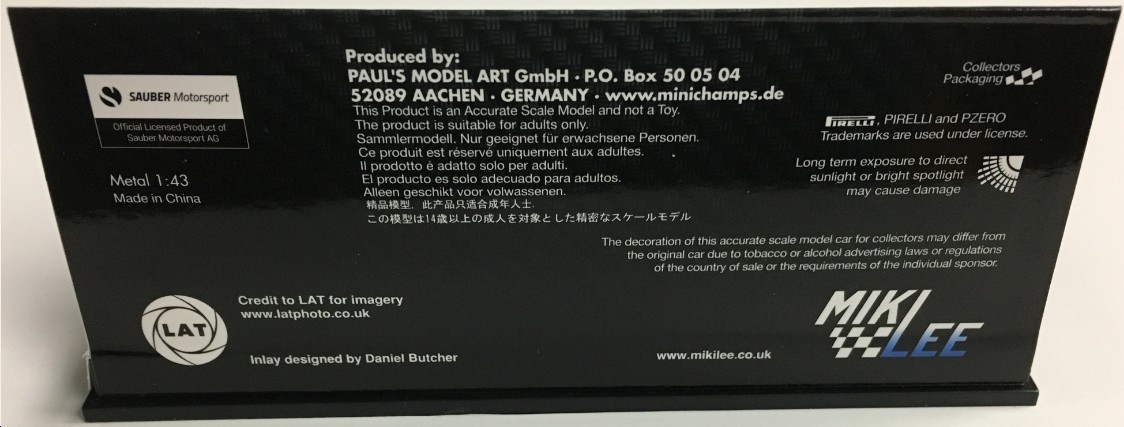 Produced by:
PAUL'S MODEL ART GmbH · P.O. Box 50 05 04
52089 AACHEN · GERMANY · www.minichamps.de
This Product is an Accurate Scale Model and not a Toy.
The product is suitable for adults only.
Sammlermodell. Nur geeignet für erwachsene Personen.
Ce produit est réservé uniquement aux adultes.
Il prodotto é adatto solo per adulti.
El producto es solo adecuado para adultos.
Alleen geschikt voor volwassenen.
精品模型，此产品只适合成年人士.
この模型は14歳以上の成人を対象とした精密なスケールモデル
SAUBER Motorsport
Official Licensed Product of
Sauber Motorsport AG
Metal 1:43
Made in China
Collectors
Packaging
PIRELLI, PIRELLI and PZERO
Trademarks are used under license.
Long term exposure to direct
sunlight or bright spotlight
may cause damage
The decoration of this accurate scale model car for collectors may differ from
the original car due to tobacco or alcohol advertising laws or regulations
of the country of sale or the requirements of the individual sponsor.
LAT
Credit to LAT for imagery
www.latphoto.co.uk
Inlay designed by Daniel Butcher
www.mikilee.co.uk
MIKI
LEE